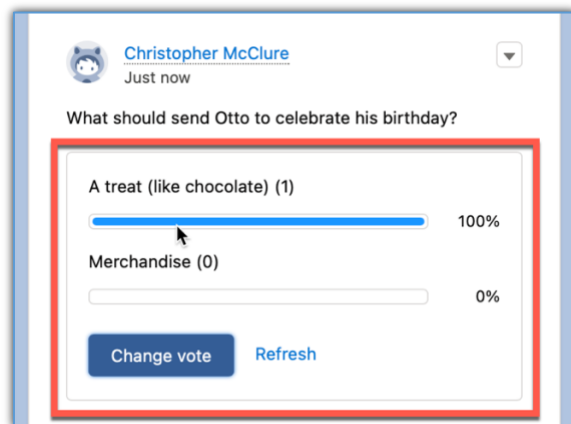 Christopher McClure
Just now
What should send Otto to celebrate his birthday?
A treat (like chocolate) (1)
100%
Merchandise (0)
0%
Change vote
Refresh